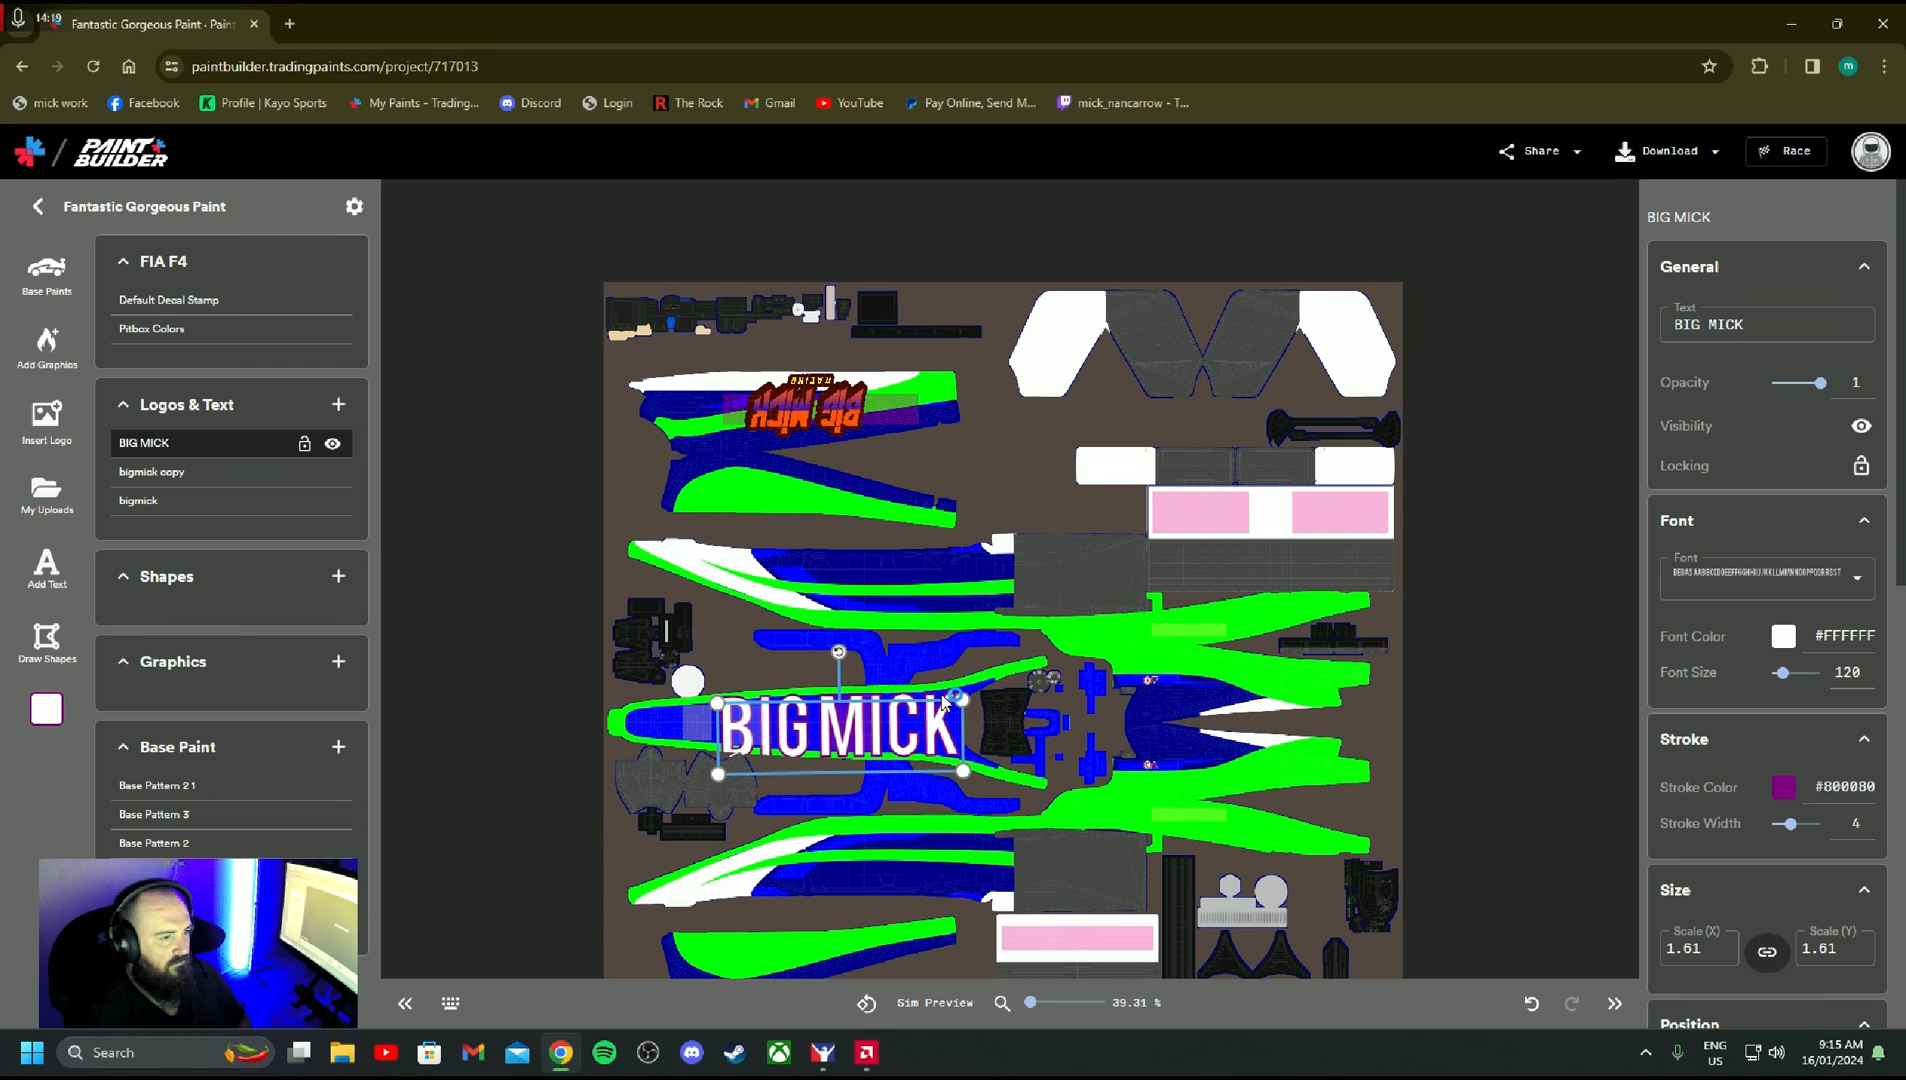 14:19
Fantastic Gorgeous Paint · Paint
paintbuilder.tradingpaints.com/project/717013
m
mick work
Facebook
Profile | Kayo Sports
My Paints - Trading...
Discord
Login
R
The Rock
Gmail
YouTube
Pay Online, Send M...
mick_nancarrow - T...
PAINT BUILDER
Share
Download
Race
Fantastic Gorgeous Paint
Base Paints
Add Graphics
Insert Logo
My Uploads
Add Text
Draw Shapes
FIA F4
Default Decal Stamp
Pitbox Colors
Logos & Text
BIG MICK
bigmick copy
bigmick
Shapes
Graphics
Base Paint
Base Pattern 21
Base Pattern 3
Base Pattern 2
RACING
BIG MICK
BIG MICK
BIG MICK
General
Text
BIG MICK
Opacity
1
Visibility
Locking
Font
Font
Font Color
#FFFFFF
Font Size
120
Stroke
Stroke Color
#800080
Stroke Width
4
Size
Scale (X)
1.61
Scale (Y)
1.61
Position
Sim Preview
39.31 %
Search
ENG
US
9:15 AM
16/01/2024